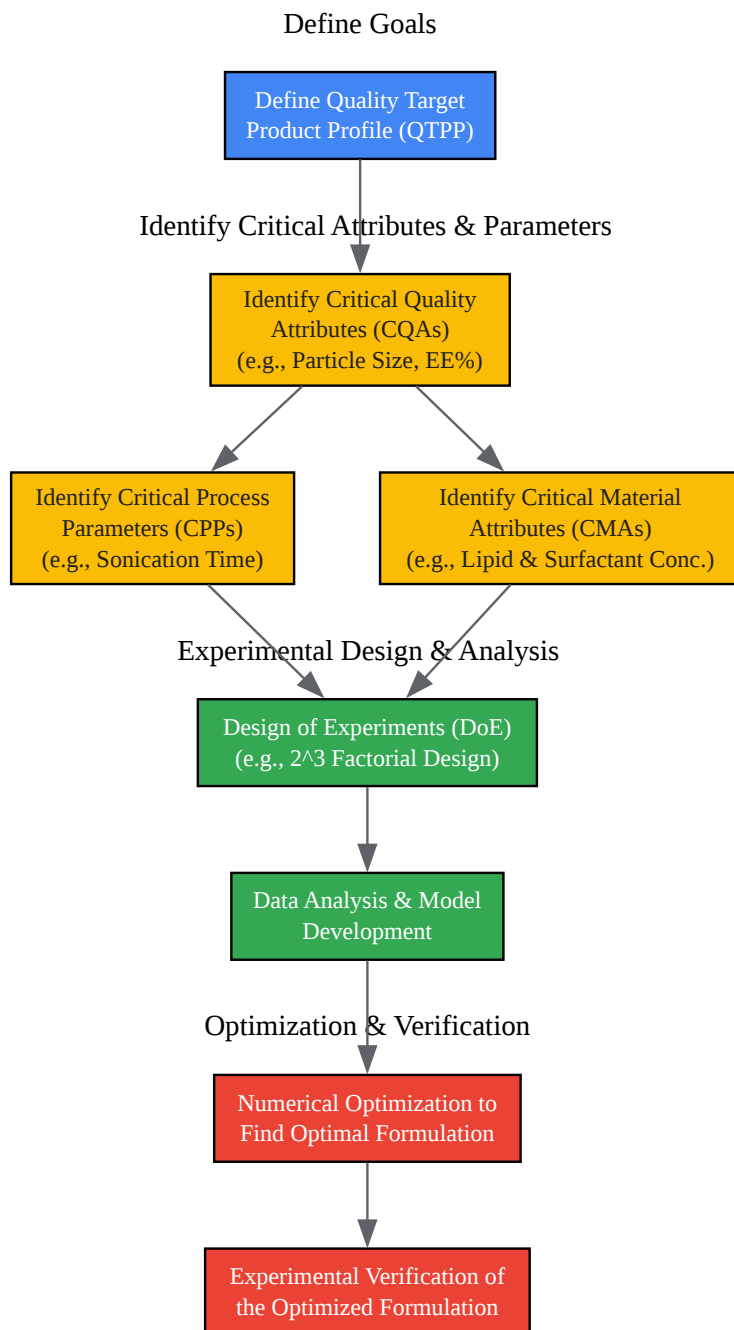 Define Goals
Define Quality Target
Product Profile (QTPP)
Identify Critical Attributes & Parameters
Identify Critical Quality
Attributes (CQAs)
(e.g., Particle Size, EE%)
Identify Critical Process
Parameters (CPPs)
(e.g., Sonication Time)
Identify Critical Material
Attributes (CMAs)
(e.g., Lipid & Surfactant Conc.)
Experimental Design & Analysis
Design of Experiments (DoE)
(e.g., 2^3 Factorial Design)
Data Analysis & Model
Development
Optimization & Verification
Numerical Optimization to
Find Optimal Formulation
Experimental Verification of
the Optimized Formulation